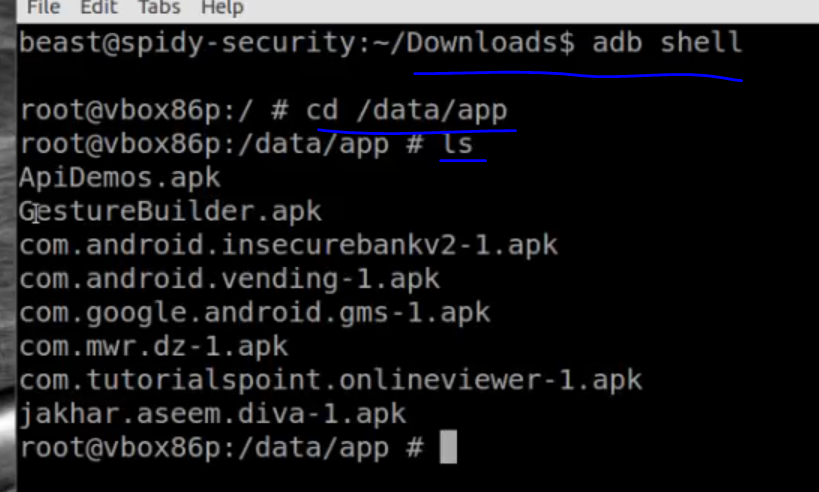 File Edit Tabs Help
beast@spidy-security:~/Downloads$ adb shell
root@vbox86p:/ # cd /data/app
root@vbox86p:/data/app # ls
ApiDemos.apk
GestureBuilder.apk
com.android.insecurebankv2-1.apk
com.android.vending-1.apk
com.google.android.gms-1.apk
com.mwr.dz-1.apk
com.tutorialspoint.onlineviewer-1.apk
jakhar.aseem.diva-1.apk
root@vbox86p:/data/app #